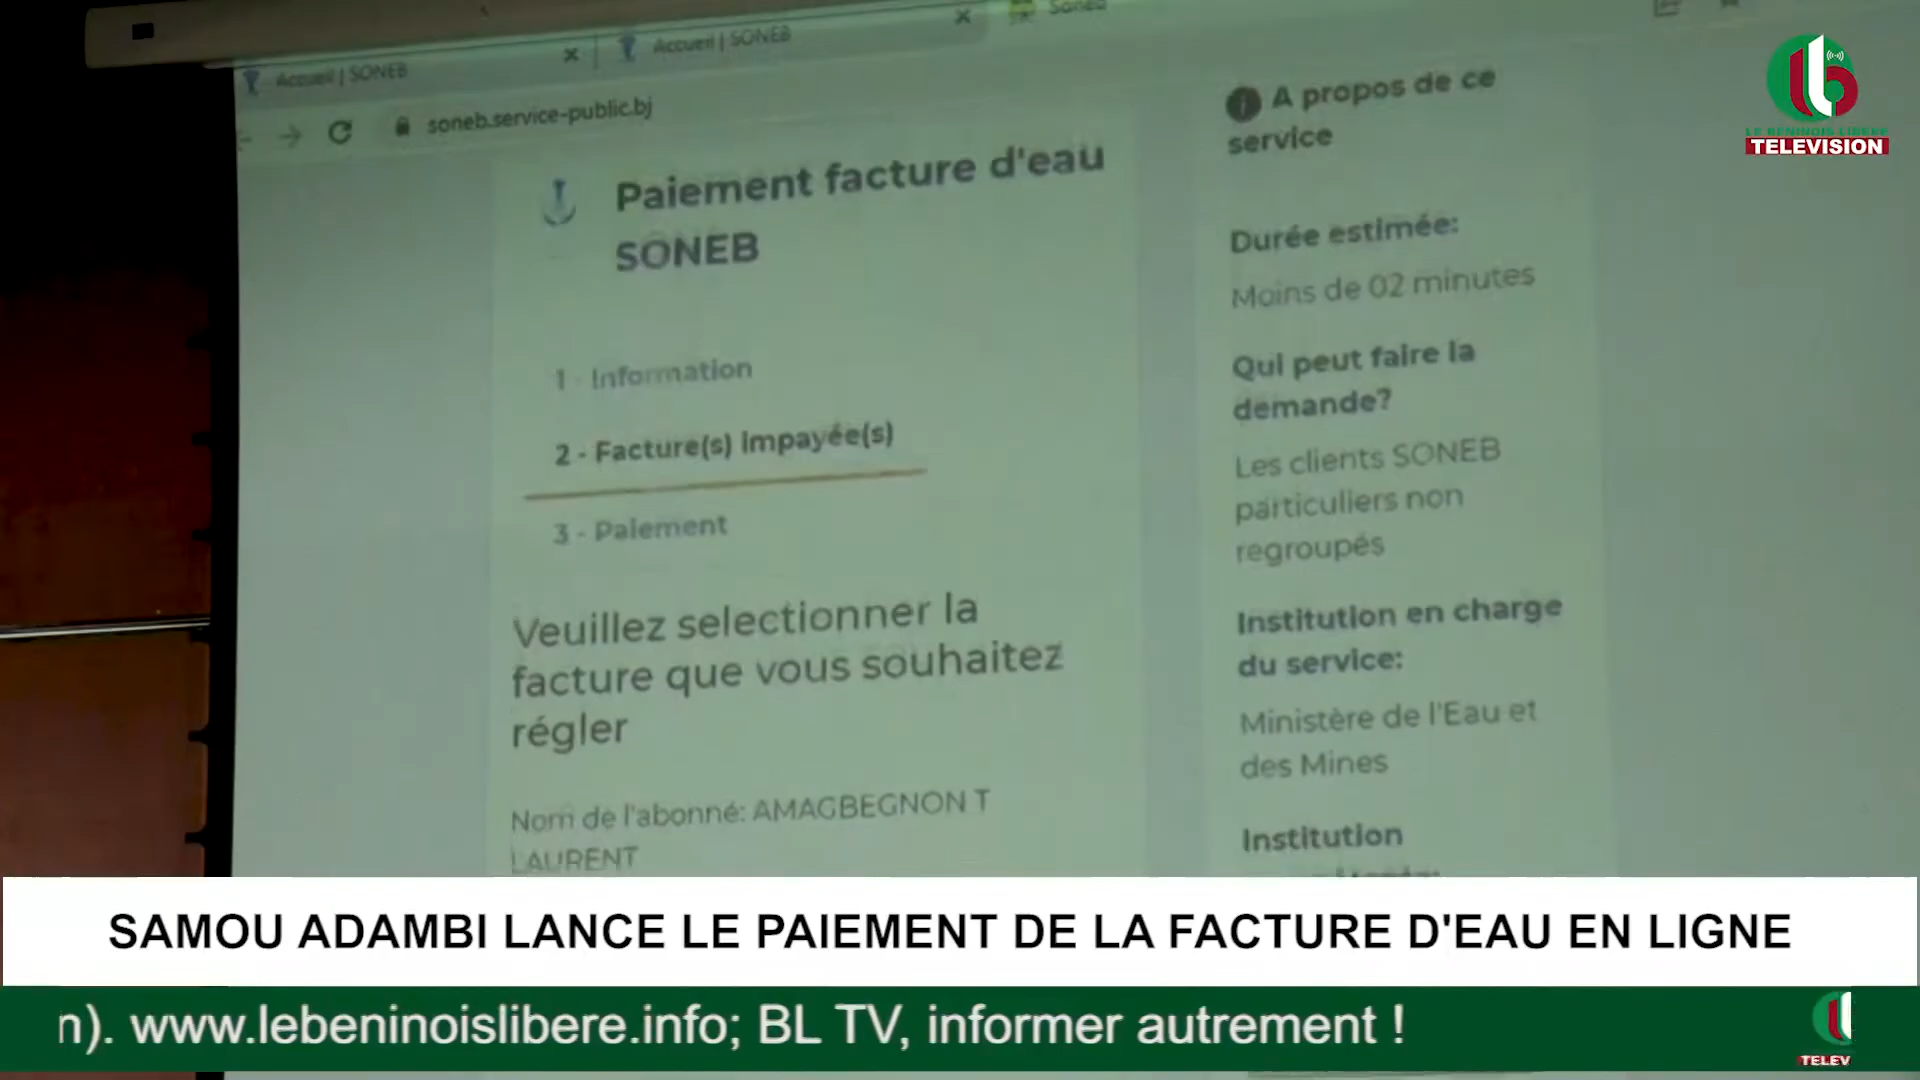 Accueil | SONEB
Accueil | SONEB
Soneb
soneb.service-public.bj
Paiement facture d'eau
SONEB
1 - Information
2 - Facture(s) Impayée(s)
3 - Paiement
Veuillez selectionner la
facture que vous souhaitez
régler
Nom de l'abonné: AMAGBEGNON T
LAURENT
A propos de ce
service
Durée estimée:
Moins de 02 minutes
Qui peut faire la
demande?
Les clients SONEB
particuliers non
regroupés
Institution en charge
du service:
Ministère de l'Eau et
des Mines
Institution
LE BENINOIS LIBERE
TELEVISION
SAMOU ADAMBI LANCE LE PAIEMENT DE LA FACTURE D'EAU EN LIGNE
n). www.lebeninoislibere.info; BL TV, informer autrement !
TELEV